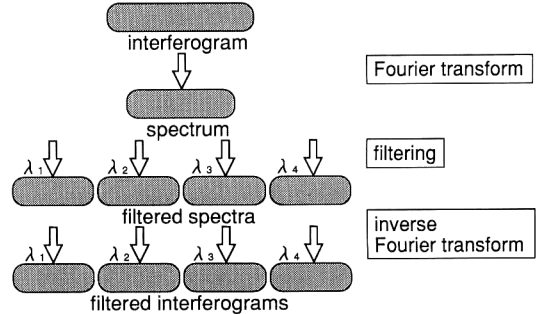 interferogram
Fourier transform
spectrum
filtering
λ1 λ2 λ3 λ4
filtered spectra
inverse
Fourier transform
λ1 λ2 λ3 λ4
filtered interferograms